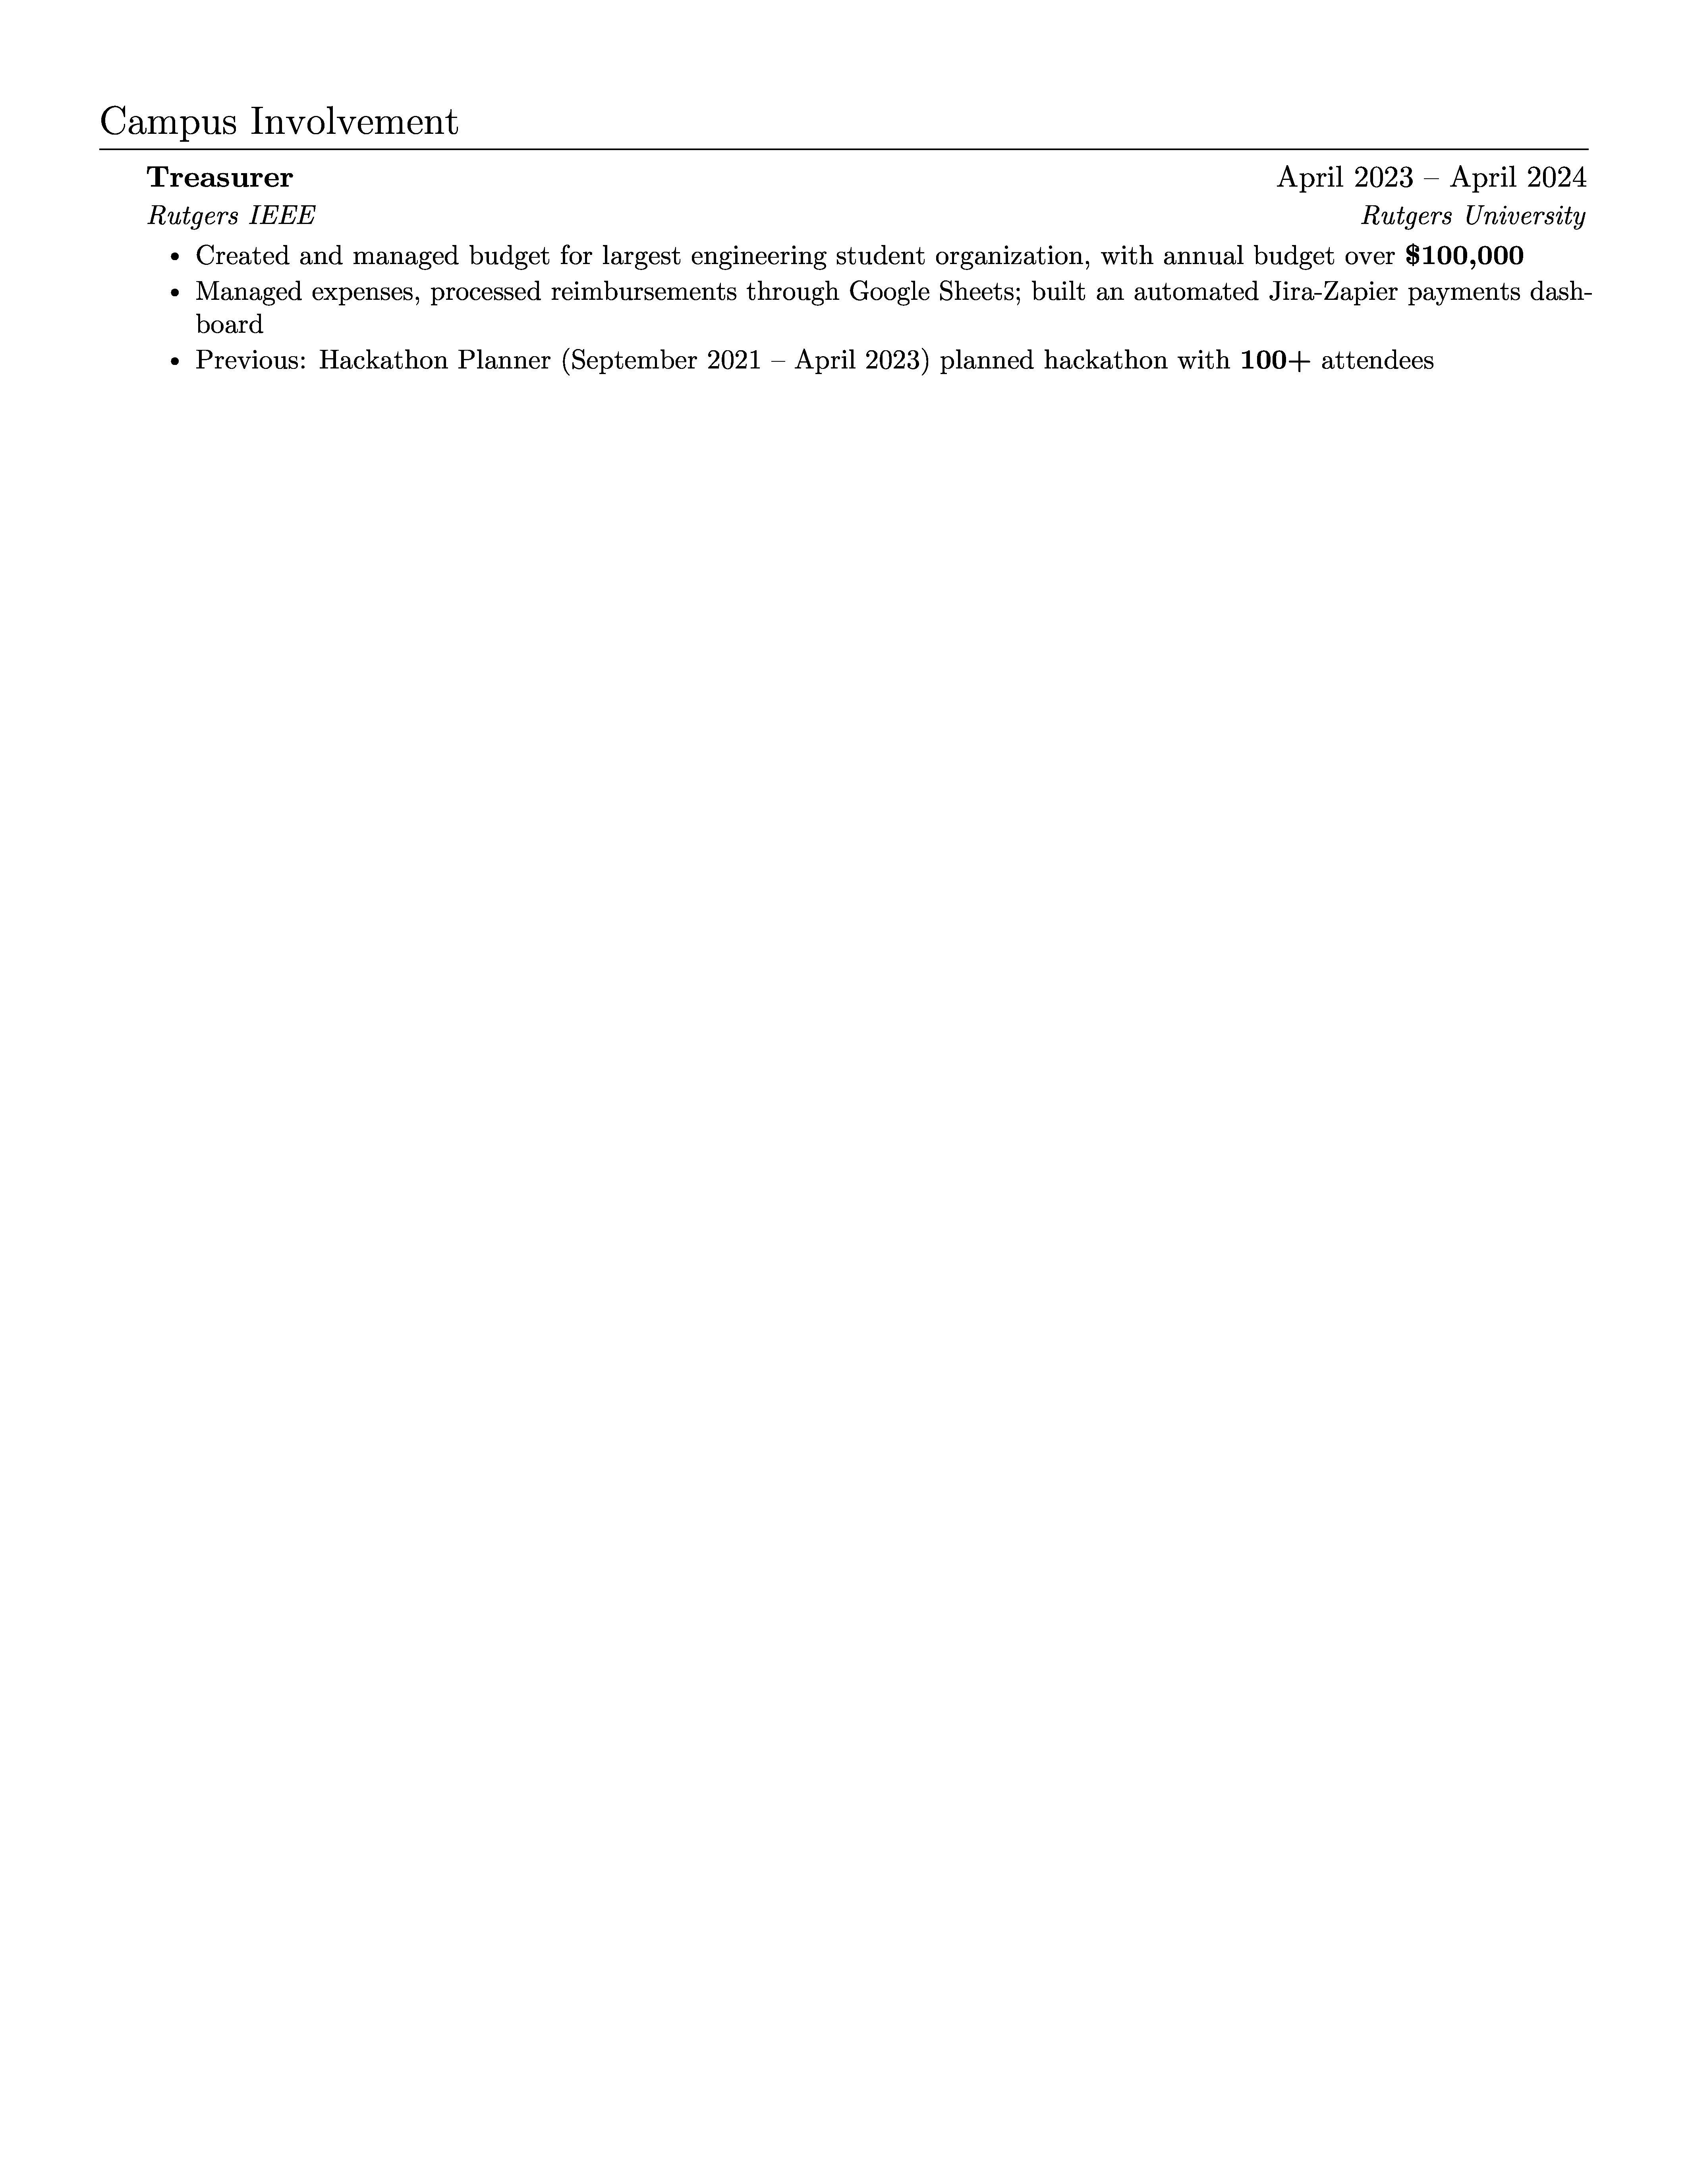 Campus Involvement
Treasurer April 2023 – April 2024
Rutgers IEEE Rutgers University
• Created and managed budget for largest engineering student organization, with annual budget over $100,000
• Managed expenses, processed reimbursements through Google Sheets; built an automated Jira-Zapier payments dash-
board
• Previous: Hackathon Planner (September 2021 – April 2023) planned hackathon with 100+ attendees